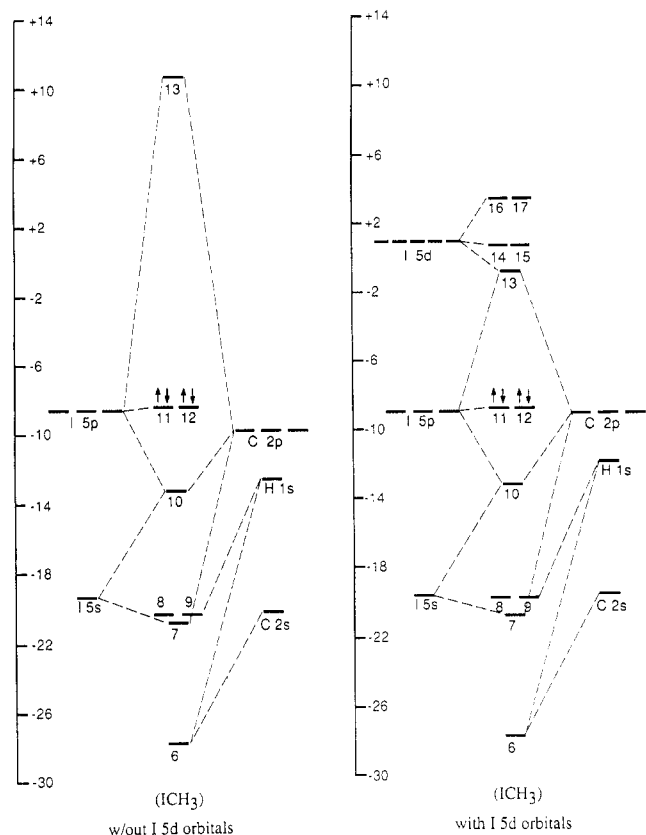 +14
+10
+6
+2
-2
-6
-10
-14
-18
-22
-26
-30
13
I 5p
11 12
C 2p
10
H 1s
I 5s
8 9
7
C 2s
6
(ICH3)
w/out I 5d orbitals
+14
+10
+6
+2
-2
-6
-10
-14
-18
-22
-26
-30
16 17
I 5d
14 15
13
I 5p
11 12
C 2p
10
H 1s
I 5s
8 9
7
C 2s
6
(ICH3)
with I 5d orbitals